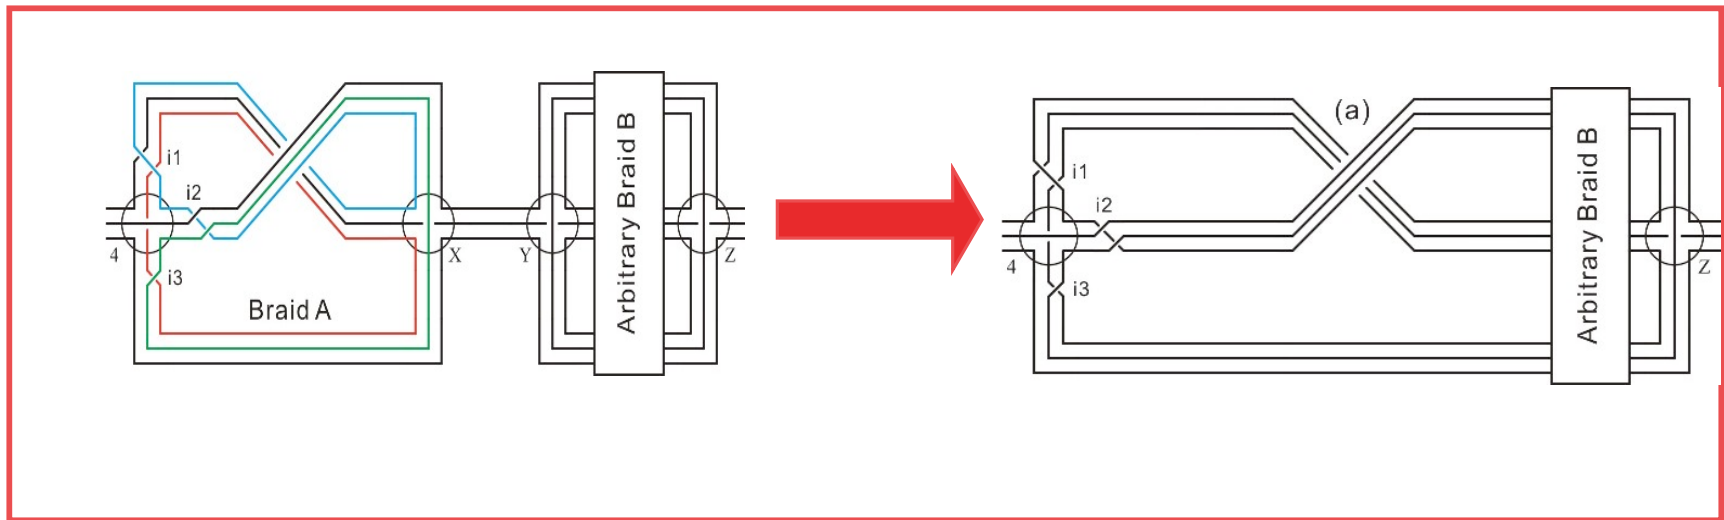 i1
i2
4
X
Y
Z
i3
Braid A
Arbitrary Braid B
(a)
i1
i2
4
Z
i3
Arbitrary Braid B